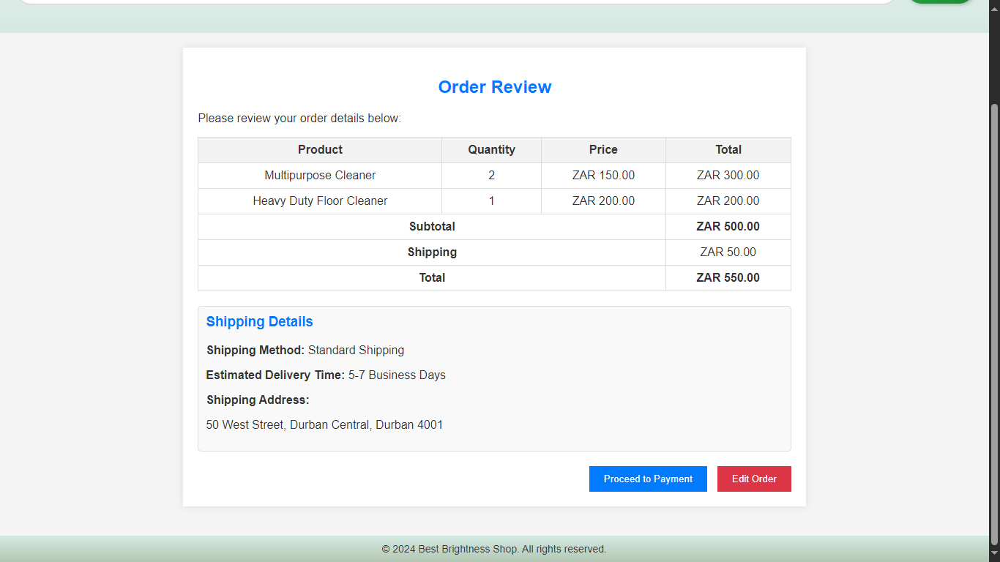 Order Review
Please review your order details below:
Product Quantity Price Total
Multipurpose Cleaner 2 ZAR 150.00 ZAR 300.00
Heavy Duty Floor Cleaner 1 ZAR 200.00 ZAR 200.00
Subtotal ZAR 500.00
Shipping ZAR 50.00
Total ZAR 550.00
Shipping Details
Shipping Method: Standard Shipping
Estimated Delivery Time: 5-7 Business Days
Shipping Address:
50 West Street, Durban Central, Durban 4001
Proceed to Payment Edit Order
© 2024 Best Brightness Shop. All rights reserved.